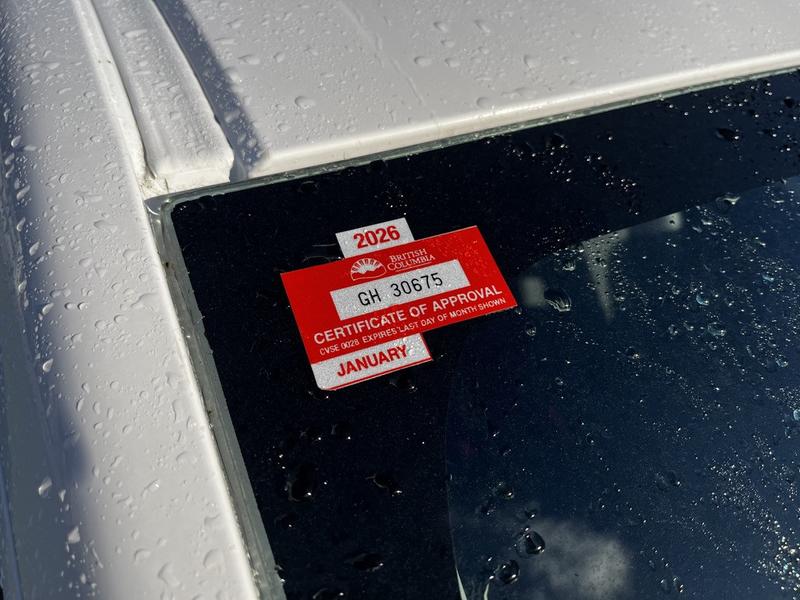 2026
BRITISH
COLUMBIA
GH 30675
CERTIFICATE OF APPROVAL
CVSE 0028 EXPIRES LAST DAY OF MONTH SHOWN
JANUARY